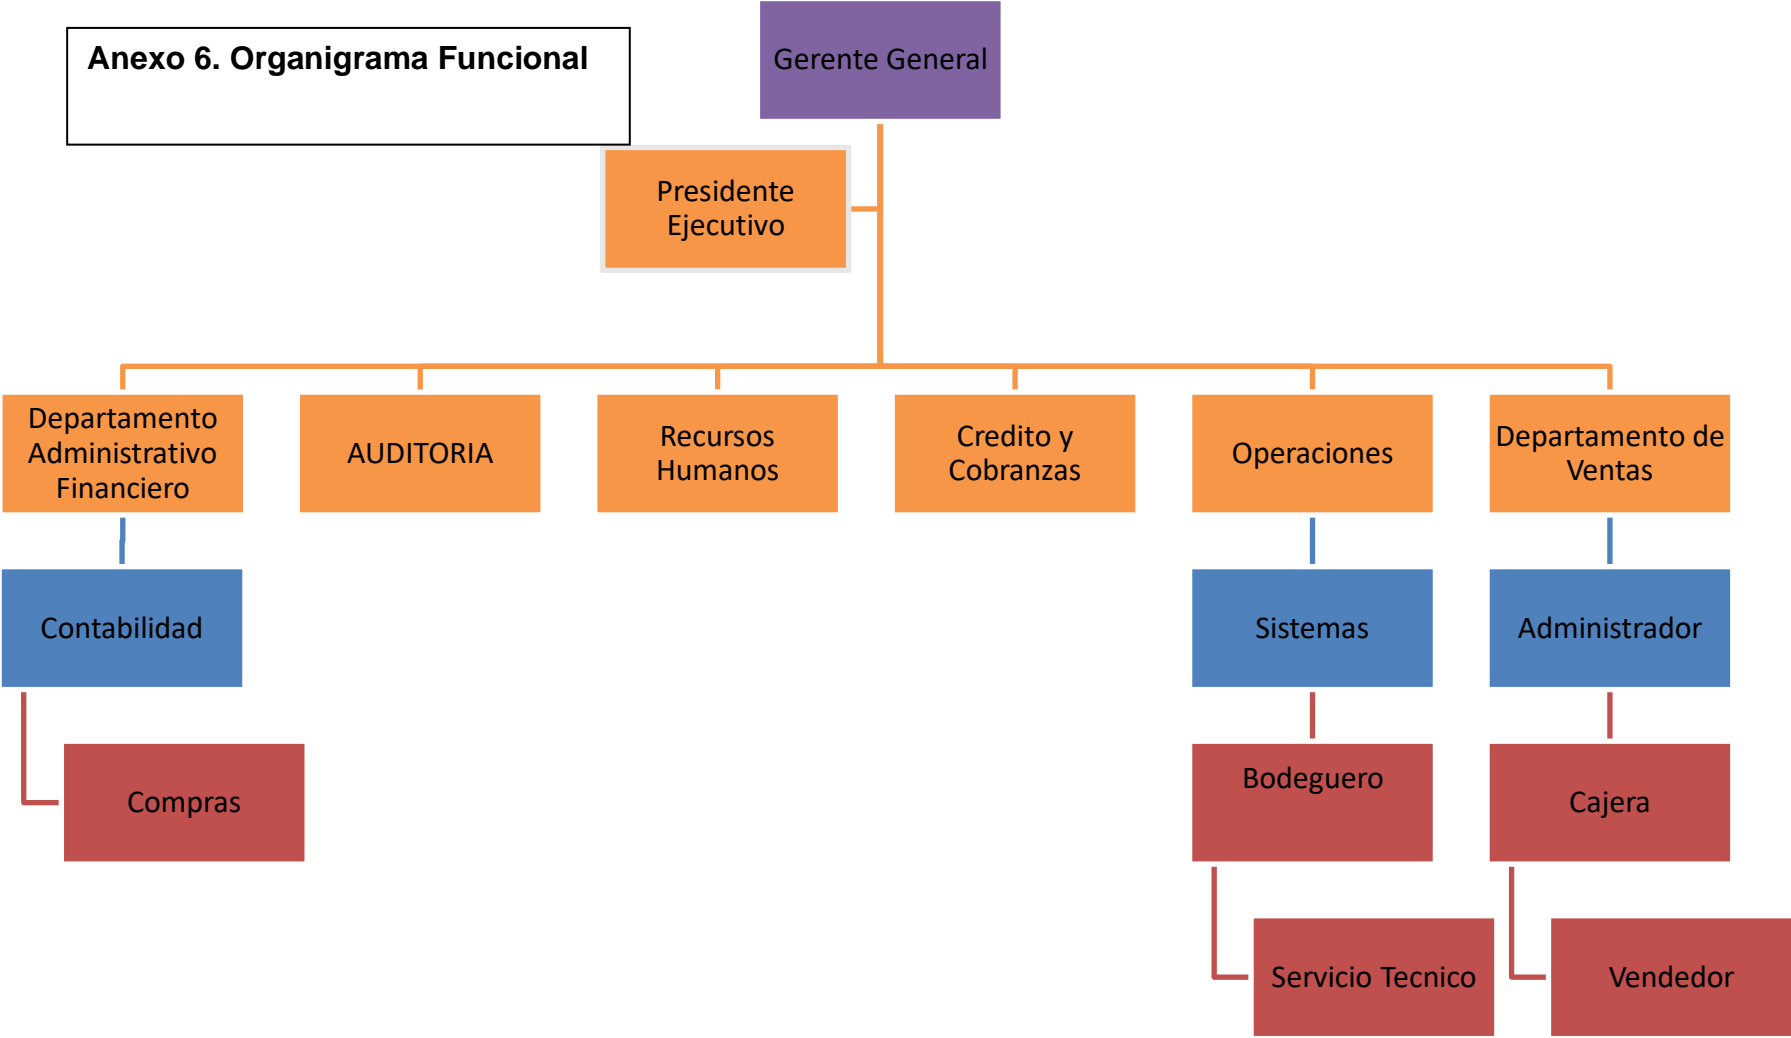 Anexo 6. Organigrama Funcional
Gerente General
Presidente
Ejecutivo
Departamento
Administrativo
Financiero
AUDITORIA
Recursos
Humanos
Credito y
Cobranzas
Operaciones
Departamento de
Ventas
Contabilidad
Sistemas
Administrador
Compras
Bodeguero
Cajera
Servicio Tecnico
Vendedor